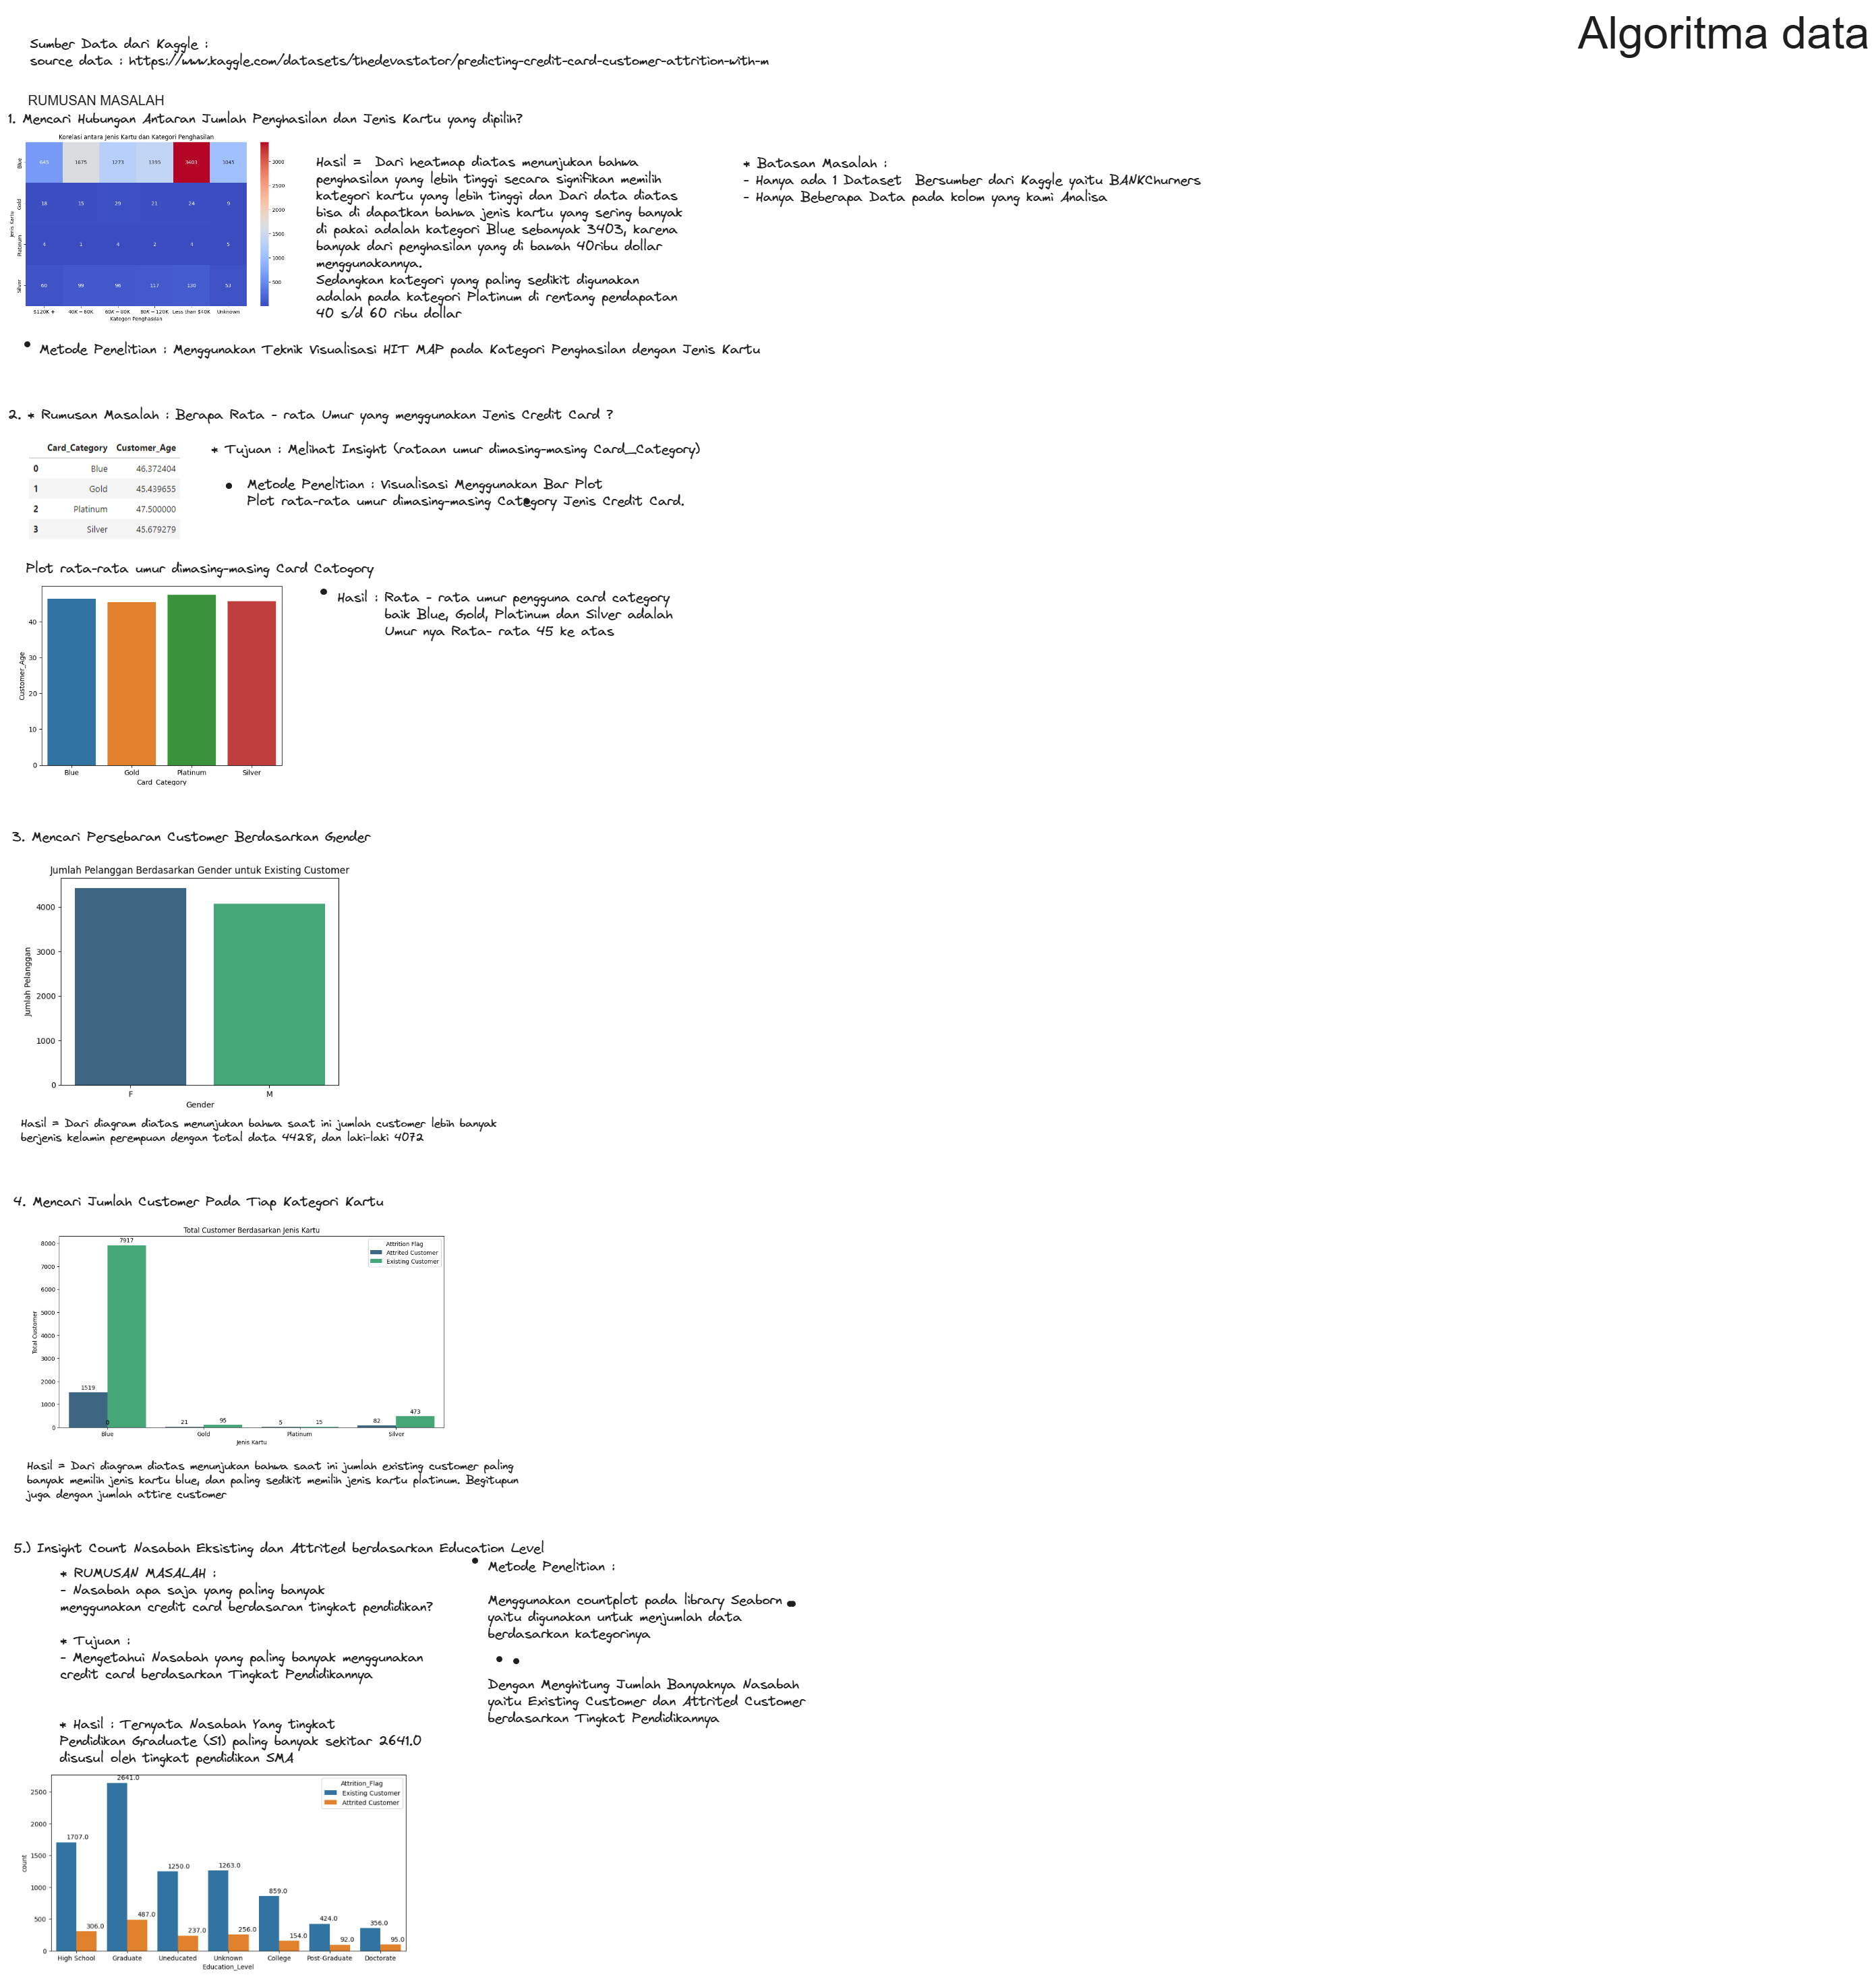 Algoritma data
Sumber Data dari Kaggle :
source data : https://www.kaggle.com/datasets/thedevastator/predicting-credit-card-customer-attrition-with-m
RUMUSAN MASALAH
1. Mencari Hubungan Antaran Jumlah Penghasilan dan Jenis Kartu yang dipilih?
Korelasi antara Jenis Kartu dan Kategori Penghasilan
Jenis Kartu
Blue 645 1675 1273 1395 3403 1045
Gold 18 15 29 21 24 9
Platinum 4 1 4 2 4 5
Silver 60 99 96 117 130 53
$120K + 40K − 60K 60K − 80K 80K − 120K Less than $40K Unknown
Kategori Penghasilan
3000
2500
2000
1500
1000
500
Hasil = Dari heatmap diatas menunjukan bahwa
penghasilan yang lebih tinggi secara signifikan memilih
kategori kartu yang lebih tinggi dan Dari data diatas
bisa di dapatkan bahwa jenis kartu yang sering banyak
di pakai adalah kategori Blue sebanyak 3403, karena
banyak dari penghasilan yang di bawah 40ribu dollar
menggunakannya.
Sedangkan kategori yang paling sedikit digunakan
adalah pada kategori Platinum di rentang pendapatan
40 s/d 60 ribu dollar
* Batasan Masalah :
- Hanya ada 1 Dataset Bersumber dari Kaggle yaitu BANKChurners
- Hanya Beberapa Data pada kolom yang kami Analisa
• Metode Penelitian : Menggunakan Teknik Visualisasi HIT MAP pada Kategori Penghasilan dengan Jenis Kartu
2. * Rumusan Masalah : Berapa Rata - rata Umur yang menggunakan Jenis Credit Card ?
Card_Category Customer_Age
0 Blue 46.372404
1 Gold 45.439655
2 Platinum 47.500000
3 Silver 45.679279
* Tujuan : Melihat Insight (rataan umur dimasing-masing Card_Category)
• Metode Penelitian : Visualisasi Menggunakan Bar Plot
Plot rata-rata umur dimasing-masing Category Jenis Credit Card.
Plot rata-rata umur dimasing-masing Card Catogory
Customer_Age
40
30
20
10
0
Blue Gold Platinum Silver
Card_Category
• Hasil : Rata - rata umur pengguna card category
baik Blue, Gold, Platinum dan Silver adalah
Umur nya Rata- rata 45 ke atas
3. Mencari Persebaran Customer Berdasarkan Gender
Jumlah Pelanggan Berdasarkan Gender untuk Existing Customer
Jumlah Pelanggan
4000
3000
2000
1000
0
F M
Gender
Hasil = Dari diagram diatas menunjukan bahwa saat ini jumlah customer lebih banyak
berjenis kelamin perempuan dengan total data 4428, dan laki-laki 4072
4. Mencari Jumlah Customer Pada Tiap Kategori Kartu
Total Customer Berdasarkan Jenis Kartu
Attrition Flag
Attrited Customer
Existing Customer
Total Customer
8000
7000
6000
5000
4000
3000
2000
1000
0
1519 7917 0 21 95 5 15 82 473
Blue Gold Platinum Silver
Jenis Kartu
Hasil = Dari diagram diatas menunjukan bahwa saat ini jumlah existing customer paling
banyak memilih jenis kartu blue, dan paling sedikit memilih jenis kartu platinum. Begitupun
juga dengan jumlah attire customer
5.) Insight Count Nasabah Eksisting dan Attrited berdasarkan Education Level
* RUMUSAN MASALAH :
- Nasabah apa saja yang paling banyak
menggunakan credit card berdasaran tingkat pendidikan?
* Tujuan :
- Mengetahui Nasabah yang paling banyak menggunakan
credit card berdasarkan Tingkat Pendidikannya
* Hasil : Ternyata Nasabah Yang tingkat
Pendidikan Graduate (S1) paling banyak sekitar 2641.0
disusul oleh tingkat pendidikan SMA
• Metode Penelitian :
Menggunakan countplot pada library Seaborn
yaitu digunakan untuk menjumlah data
berdasarkan kategorinya
Dengan Menghitung Jumlah Banyaknya Nasabah
yaitu Existing Customer dan Attrited Customer
berdasarkan Tingkat Pendidikannya
Attrition_Flag
Existing Customer
Attrited Customer
count
2500
2000
1500
1000
500
0
1707.0 306.0 2641.0 487.0 1250.0 237.0 1263.0 256.0 859.0 154.0 424.0 92.0 356.0 95.0
High School Graduate Uneducated Unknown College Post-Graduate Doctorate
Education_Level